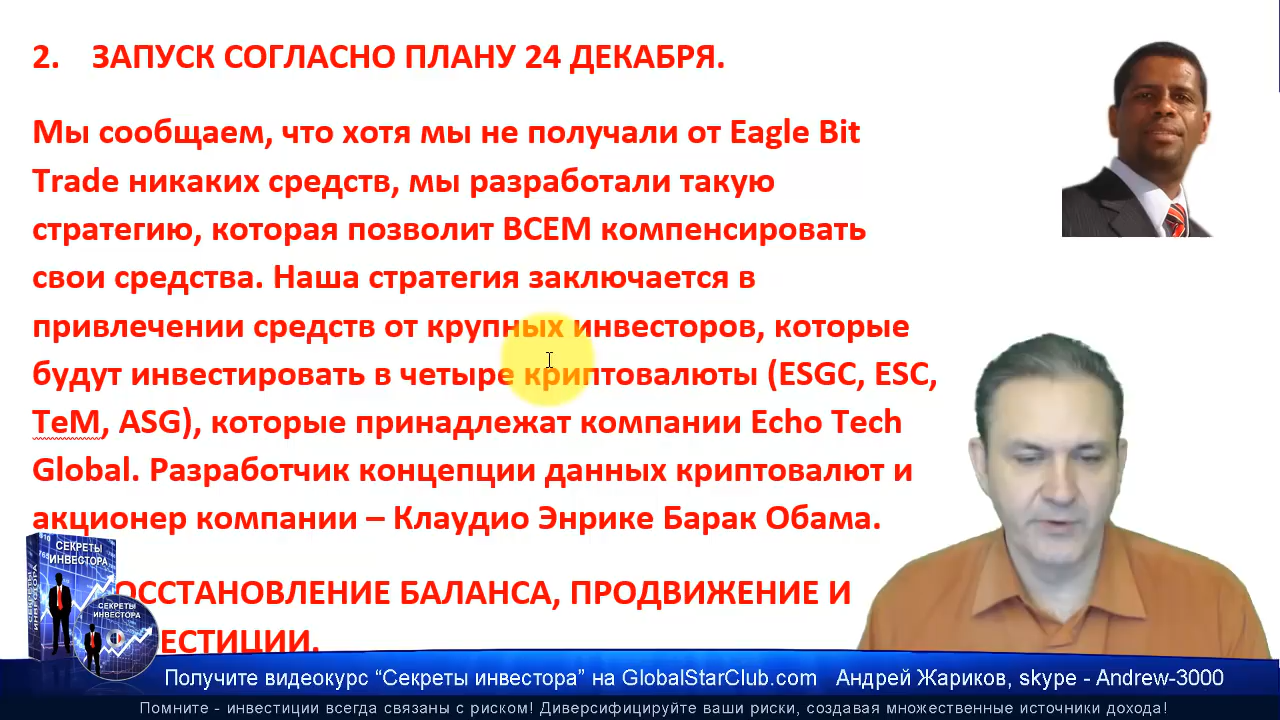 2. ЗАПУСК СОГЛАСНО ПЛАНУ 24 ДЕКАБРЯ.
Мы сообщаем, что хотя мы не получали от Eagle Bit
Trade никаких средств, мы разработали такую
стратегию, которая позволит ВСЕМ компенсировать
свои средства. Наша стратегия заключается в
привлечении средств от крупных инвесторов, которые
будут инвестировать в четыре криптовалюты (ESGC, ESC,
TeM, ASG), которые принадлежат компании Echo Tech
Global. Разработчик концепции данных криптовалют и
акционер компании – Клаудио Энрике Барак Обама.
ОССТАНОВЛЕНИЕ БАЛАНСА, ПРОДВИЖЕНИЕ И
ЕСТИЦИИ.
СЕКРЕТЫ
ИНВЕСТОРА
СЕКРЕТЫ
ИНВЕСТОРА
Получите видеокурс “Секреты инвестора” на GlobalStarClub.com Андрей Жариков, skype - Andrew-3000
Помните - инвестиции всегда связаны с риском! Диверсифицируйте ваши риски, создавая множественные источники дохода!